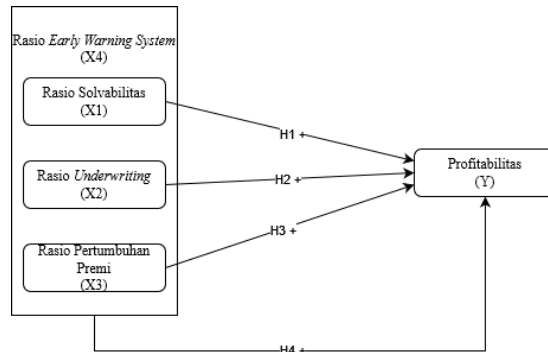 Rasio Early Warning System
(X4)
Rasio Solvabilitas
(X1)
H1 +
Rasio Underwriting
(X2)
H2 +
Profitabilitas
(Y)
H3 +
Rasio Pertumbuhan
Premi
(X3)
H4 +